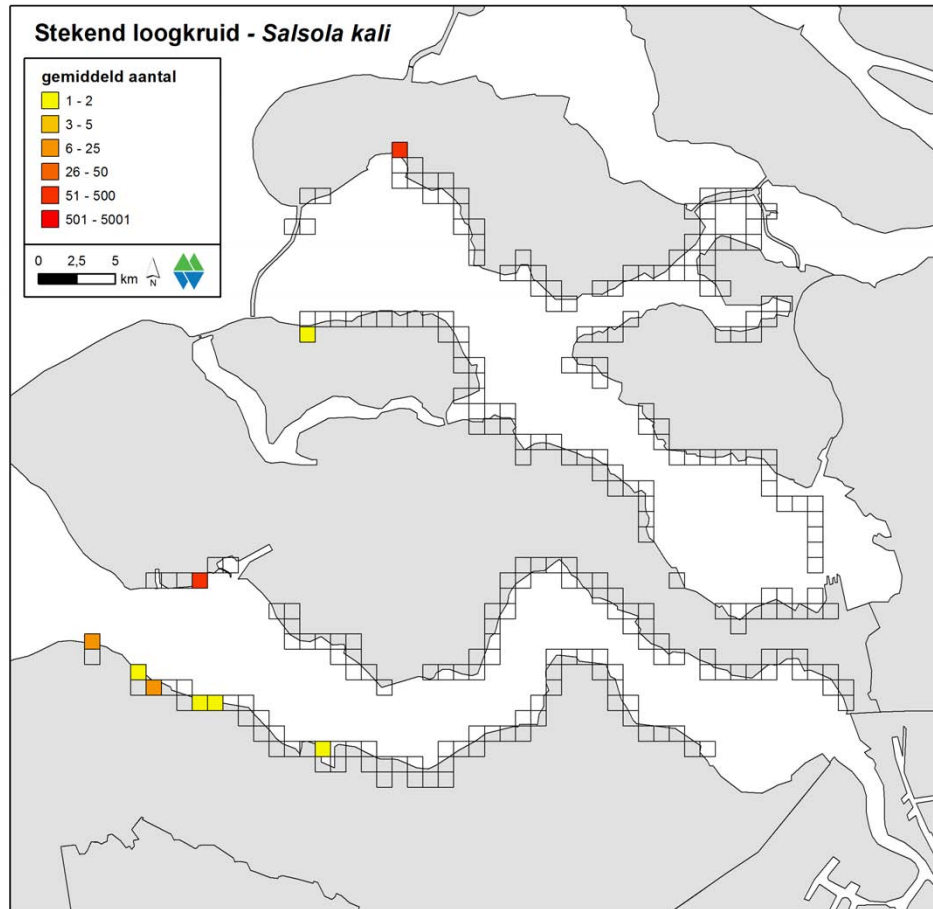 Stekend loogkruid - Salsola kali
gemiddeld aantal
1 - 2
3 - 5
6 - 25
26 - 50
51 - 500
501 - 5001
0 2,5 5
km
N